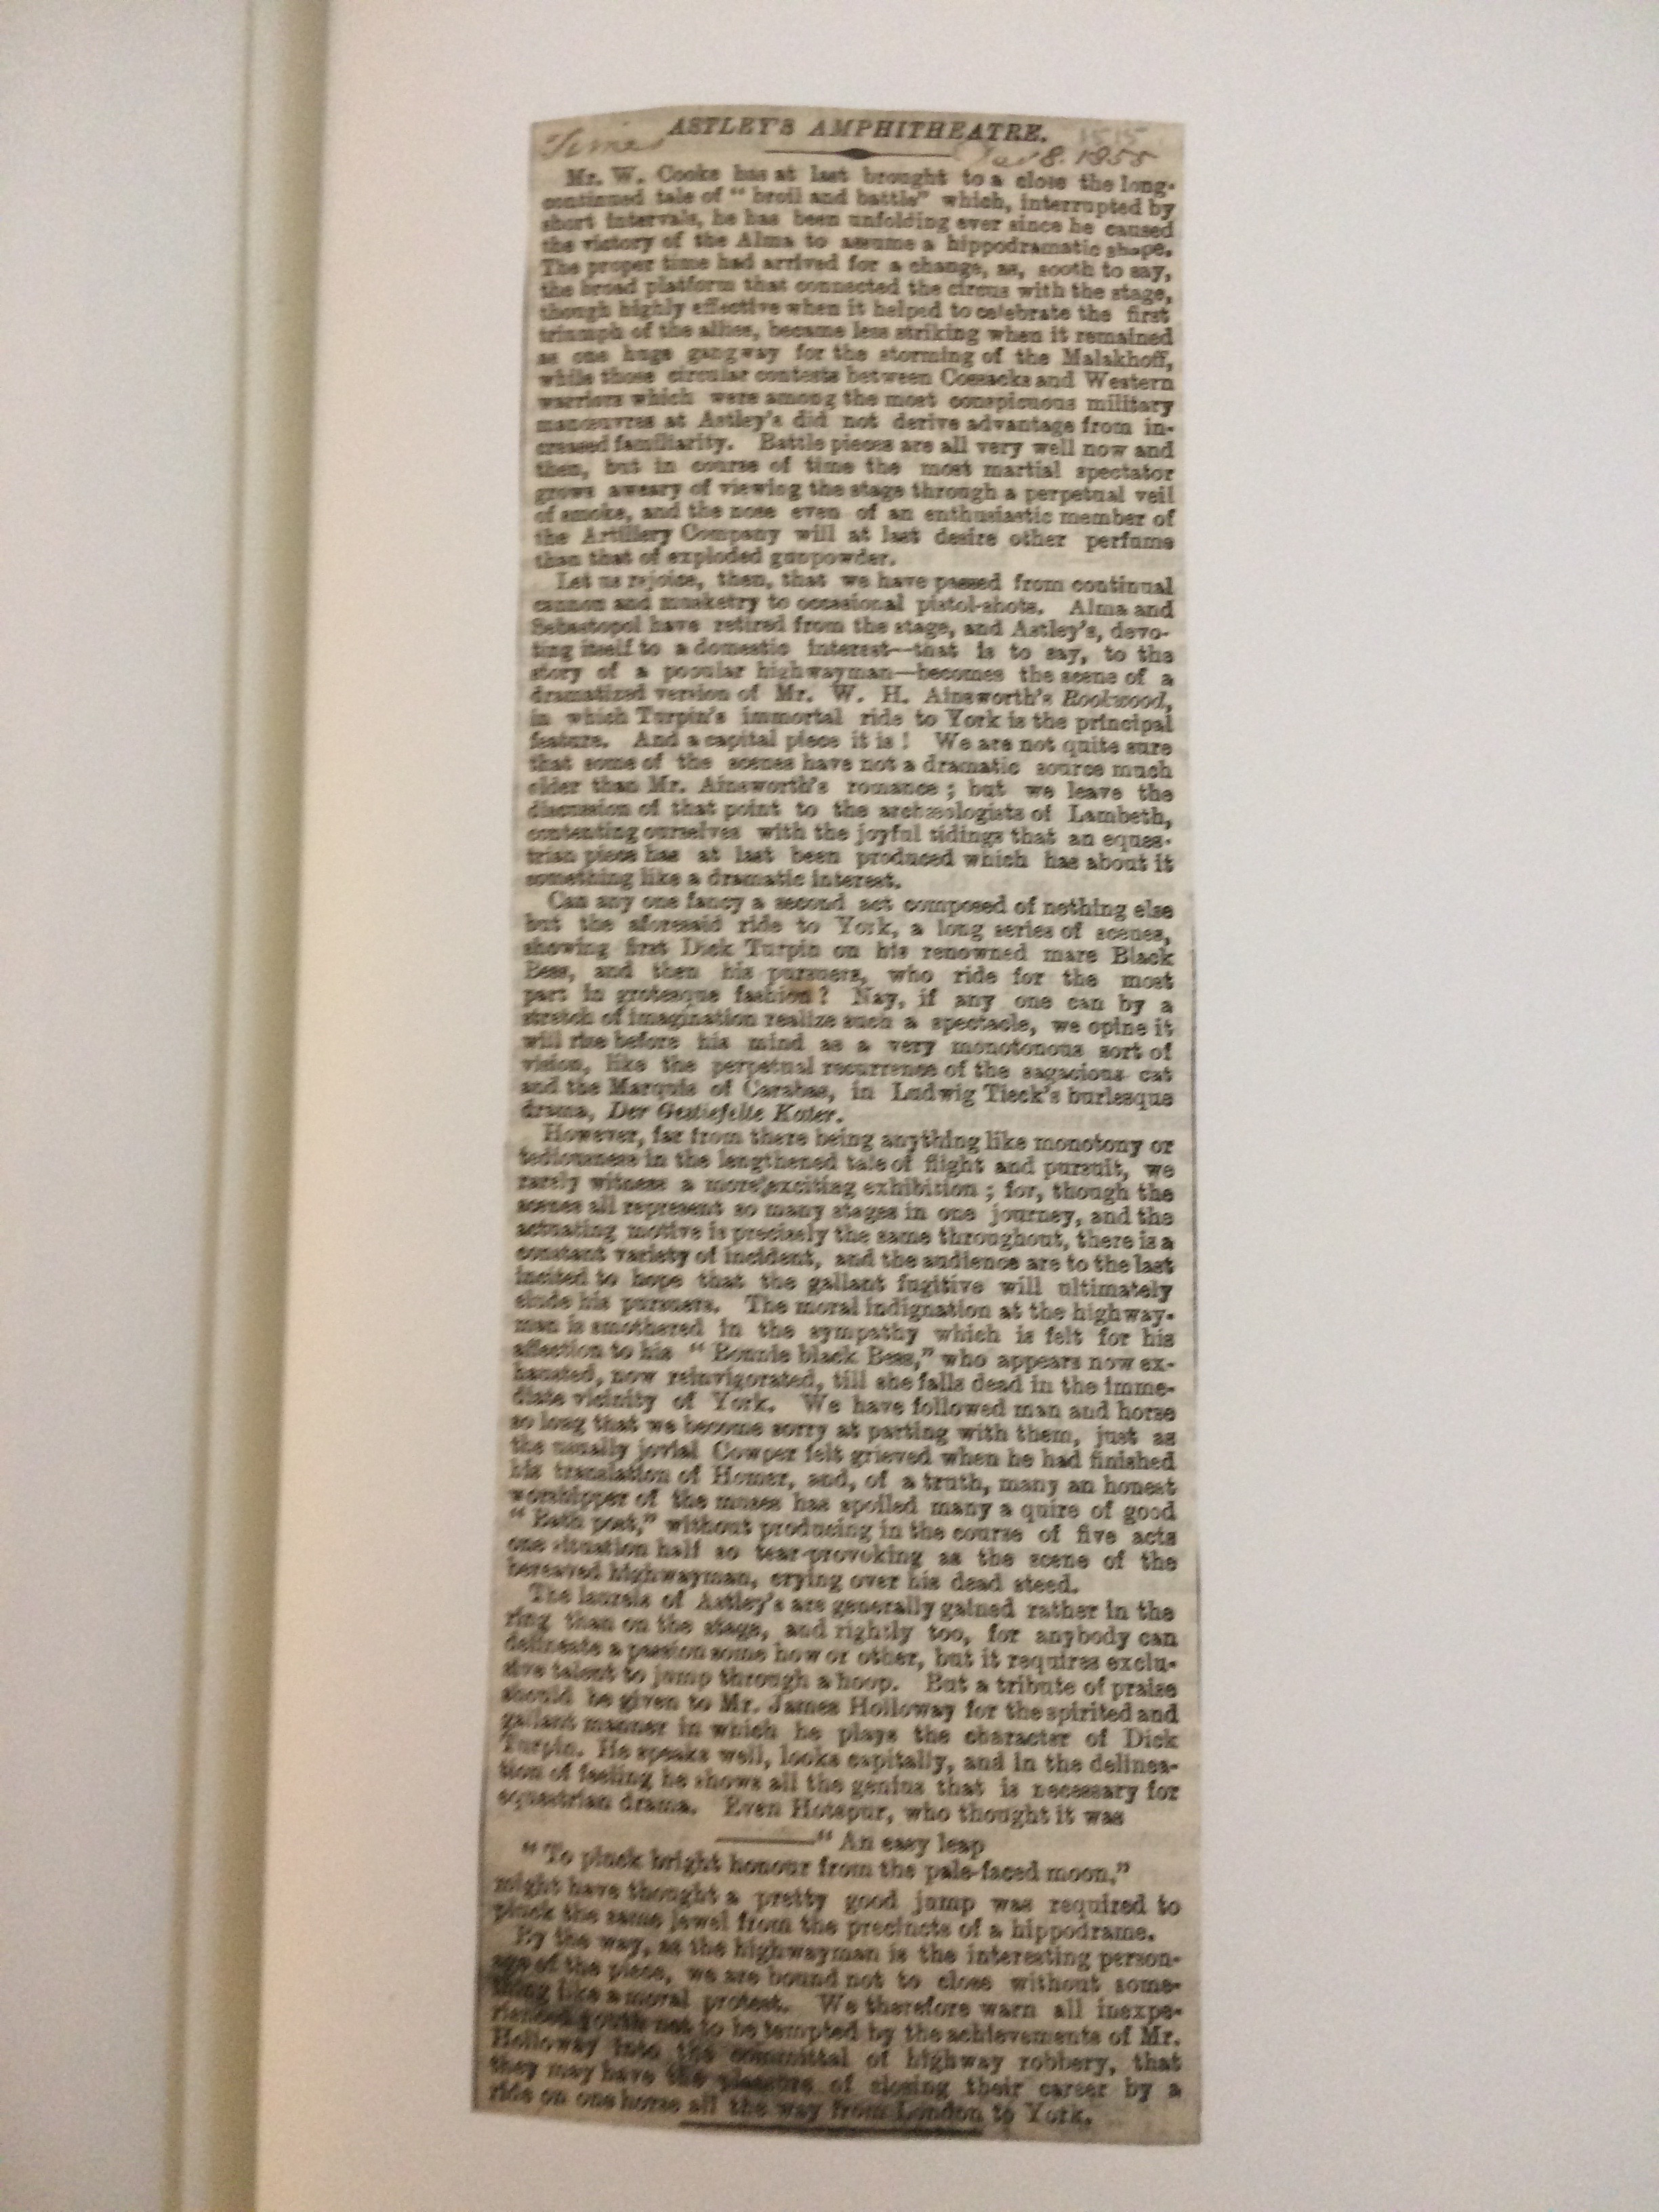 ASTLEY'S AMPHITHEATRE.
Times
8. 1855
Mr. W. Cooke has at last brought to a close the long-
continued tale of " broil and battle" which, interrupted by
short intervals, he has been unfolding ever since he caused
the victory of the Alma to assume a hippodramatic shape.
The proper time had arrived for a change, as, sooth to say,
the broad platform that connected the circus with the stage,
though highly effective when it helped to celebrate the first
triumph of the allies, became less striking when it remained
as one huge gangway for the storming of the Malakhoff,
while those circular contests between Cossacks and Western
warriors which were among the most conspicuous military
manœuvres at Astley's did not derive advantage from in-
creased familiarity. Battle pieces are all very well now and
then, but in course of time the most martial spectator
grows aweary of viewing the stage through a perpetual veil
of smoke, and the nose even of an enthusiastic member of
the Artillery Company will at last desire other perfume
than that of exploded gunpowder.
Let us rejoice, then, that we have passed from continual
cannon and musketry to occasional pistol-shots. Alma and
Sebastopol have retired from the stage, and Astley's, devo-
ting itself to a domestic interest—that is to say, to the
story of a popular highwayman—becomes the scene of a
dramatized version of Mr. W. H. Ainsworth's Rookwood,
in which Turpin's immortal ride to York is the principal
feature. And a capital piece it is ! We are not quite sure
that some of the scenes have not a dramatic source much
older than Mr. Ainsworth's romance ; but we leave the
discussion of that point to the archæologists of Lambeth,
contenting ourselves with the joyful tidings that an eques-
trian piece has at last been produced which has about it
something like a dramatic interest.
Can any one fancy a second act composed of nothing else
but the aforesaid ride to York, a long series of scenes,
showing first Dick Turpin on his renowned mare Black
Bess, and then his pursuers, who ride for the most
part in grotesque fashion ? Nay, if any one can by a
stretch of imagination realize such a spectacle, we opine it
will rise before his mind as a very monotonous sort of
vision, like the perpetual recurrence of the sagacious cat
and the Marquis of Carabas, in Ludwig Tieck's burlesque
drama, Der Gestiefelte Kater.
However, far from there being anything like monotony or
tediousness in the lengthened tale of flight and pursuit, we
rarely witness a more exciting exhibition ; for, though the
scenes all represent so many stages in one journey, and the
actuating motive is precisely the same throughout, there is a
constant variety of incident, and the audience are to the last
incited to hope that the gallant fugitive will ultimately
elude his pursuers. The moral indignation at the highway-
man is smothered in the sympathy which is felt for his
affection to his " Bonnie black Bess," who appears now ex-
hausted, now reinvigorated, till she falls dead in the imme-
diate vicinity of York. We have followed man and horse
so long that we become sorry at parting with them, just as
the usually jovial Cowper felt grieved when he had finished
his translation of Homer, and, of a truth, many an honest
worshipper of the muses has spoiled many a quire of good
" Bath post," without producing in the course of five acts
one situation half so tear-provoking as the scene of the
bereaved highwayman, crying over his dead steed.
The laurels of Astley's are generally gained rather in the
ring than on the stage, and rightly too, for anybody can
delineate a passion some how or other, but it requires exclu-
sive talent to jump through a hoop. But a tribute of praise
should be given to Mr. James Holloway for the spirited and
gallant manner in which he plays the character of Dick
Turpin. He speaks well, looks capitally, and in the delinea-
tion of feeling he shows all the genius that is necessary for
equestrian drama. Even Hotspur, who thought it was
" An easy leap
" To pluck bright honour from the pale-faced moon,"
might have thought a pretty good jump was required to
pluck the same jewel from the precincts of a hippodrame.
By the way, as the highwayman is the interesting person-
age of the piece, we are bound not to close without some-
thing like a moral protest. We therefore warn all inexpe-
rienced youth not to be tempted by the achievements of Mr.
Holloway into the committal of highway robbery, that
they may have the pleasure of closing their career by a
ride on one horse all the way from London to York.